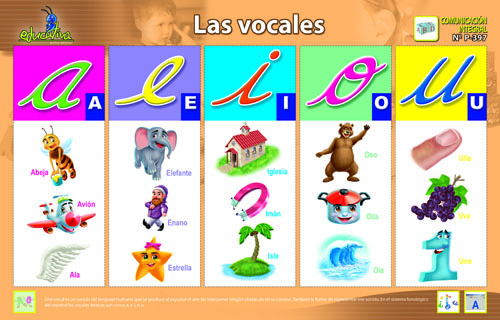 Las vocales
educativa
COMUNICACIÓN
INTEGRAL
Nº P-397
a A
e E
i I
o O
u U
Abeja
Avión
Ala
Elefante
Enano
Estrella
Iglesia
Imán
Isla
Oso
Olla
Ola
Uña
Uva
Uno
A